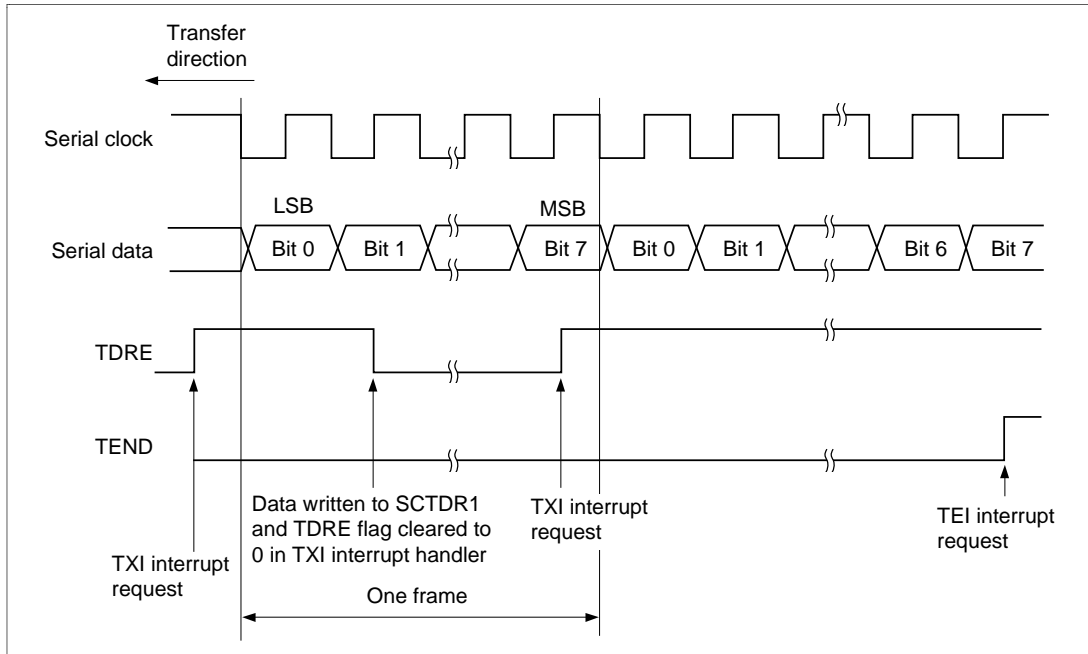 Transfer
direction
Serial clock
LSB
MSB
Serial data
Bit 0
Bit 1
Bit 7
Bit 0
Bit 1
Bit 6
Bit 7
TDRE
TEND
Data written to SCTDR1
and TDRE flag cleared to
0 in TXI interrupt handler
TXI interrupt
request
TEI interrupt
request
TXI interrupt
request
One frame